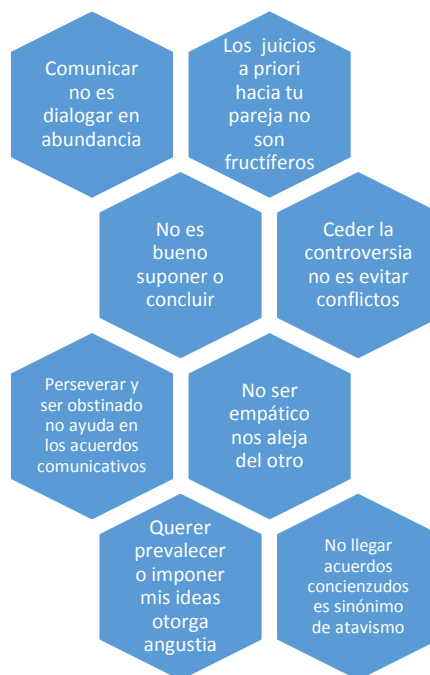 Comunicar
no es
dialogar en
abundancia
Los juicios
a priori
hacia tu
pareja no
son
fructíferos
No es
bueno
suponer o
concluir
Ceder la
controversia
no es evitar
conflictos
Perseverar y
ser obstinado
no ayuda en
los acuerdos
comunicativos
No ser
empático
nos aleja
del otro
Querer
prevalecer
o imponer
mis ideas
otorga
angustia
No llegar
acuerdos
concienzudos
es sinónimo
de atavismo